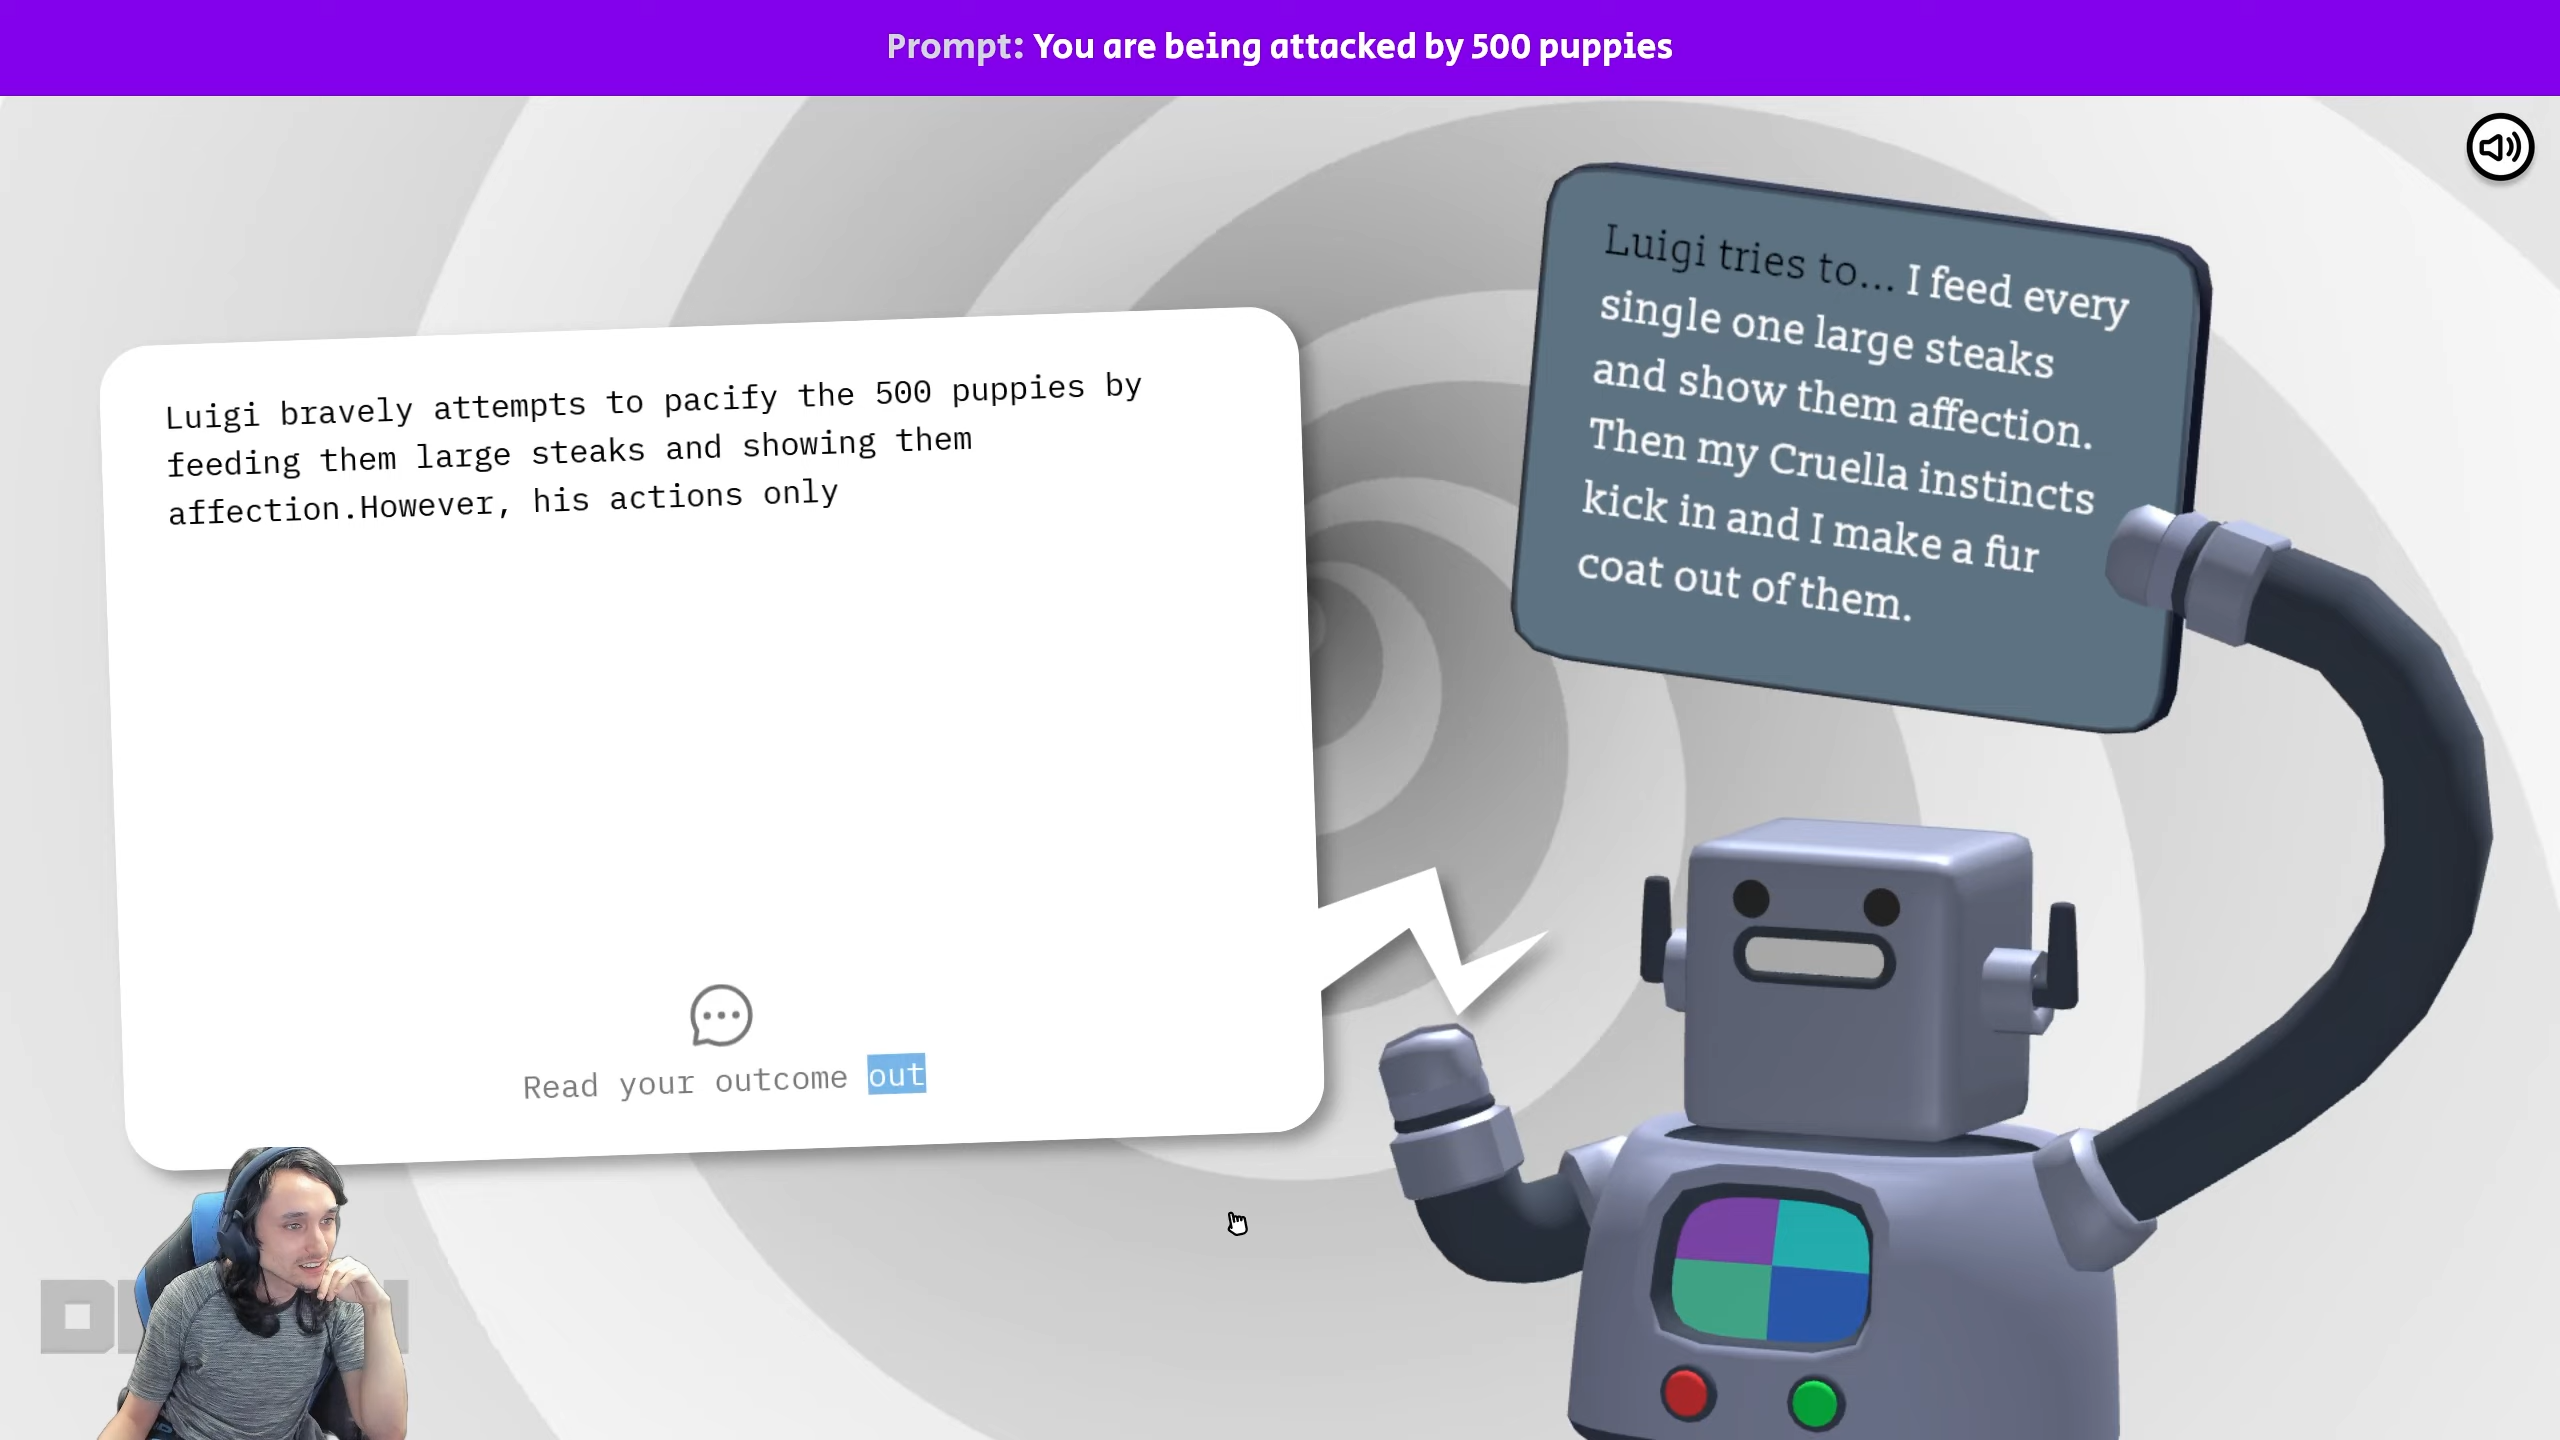 Prompt: You are being attacked by 500 puppies
Luigi tries to... I feed every
single one large steaks
and show them affection.
Then my Cruella instincts
kick in and I make a fur
coat out of them.
Luigi bravely attempts to pacify the 500 puppies by
feeding them large steaks and showing them
affection.However, his actions only
Read your outcome out